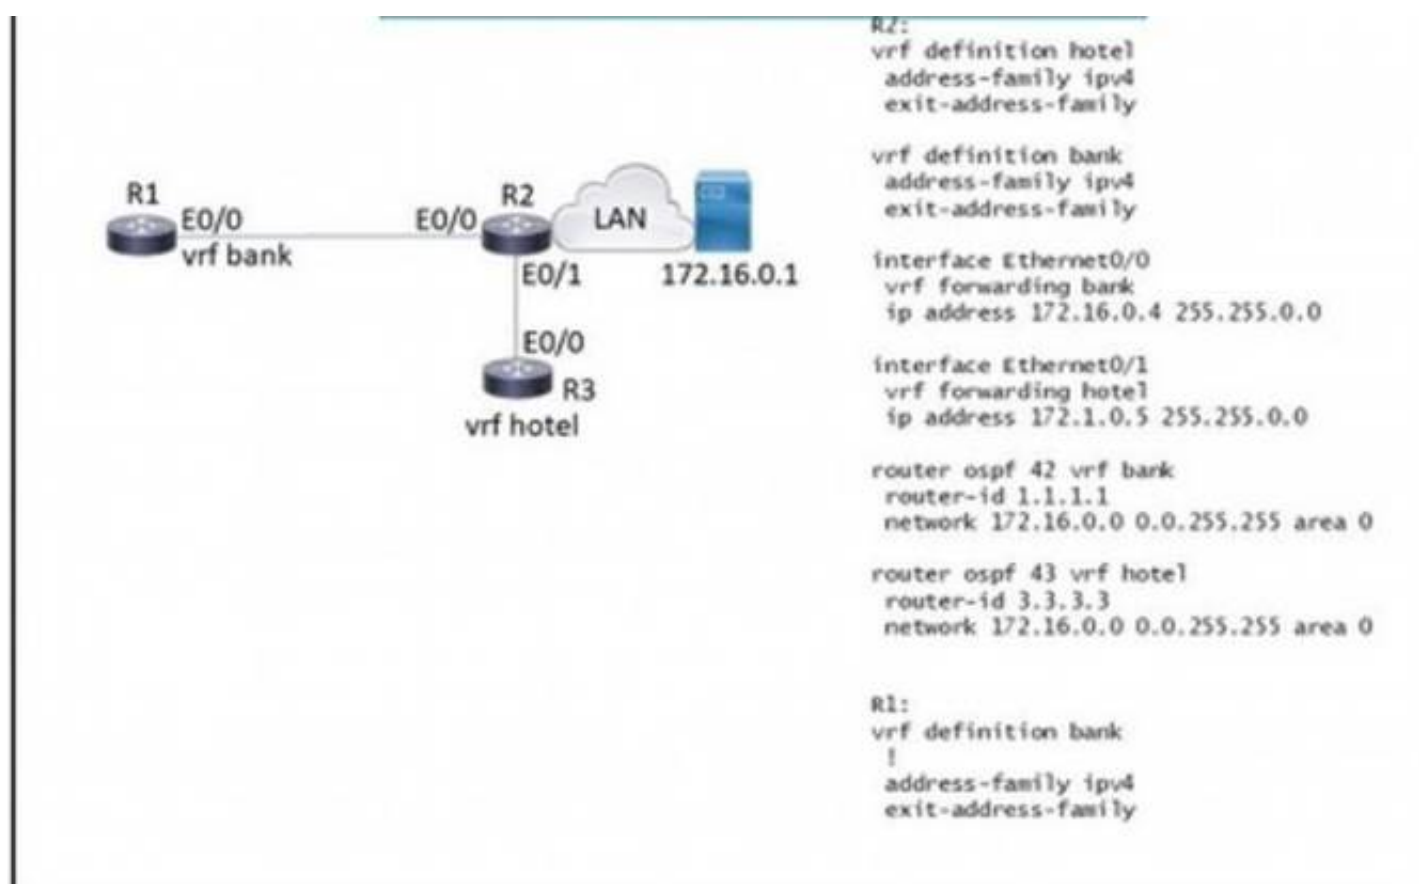 R1
E0/0
vrf bank
E0/0
R2
LAN
E0/1
172.16.0.1
E0/0
R3
vrf hotel
R2:
vrf definition hotel
address-family ipv4
exit-address-family
vrf definition bank
address-family ipv4
exit-address-family
interface Ethernet0/0
vrf forwarding bank
ip address 172.16.0.4 255.255.0.0
interface Ethernet0/1
vrf forwarding hotel
ip address 172.1.0.5 255.255.0.0
router ospf 42 vrf bank
router-id 1.1.1.1
network 172.16.0.0 0.0.255.255 area 0
router ospf 43 vrf hotel
router-id 3.3.3.3
network 172.16.0.0 0.0.255.255 area 0
R1:
vrf definition bank
!
address-family ipv4
exit-address-family